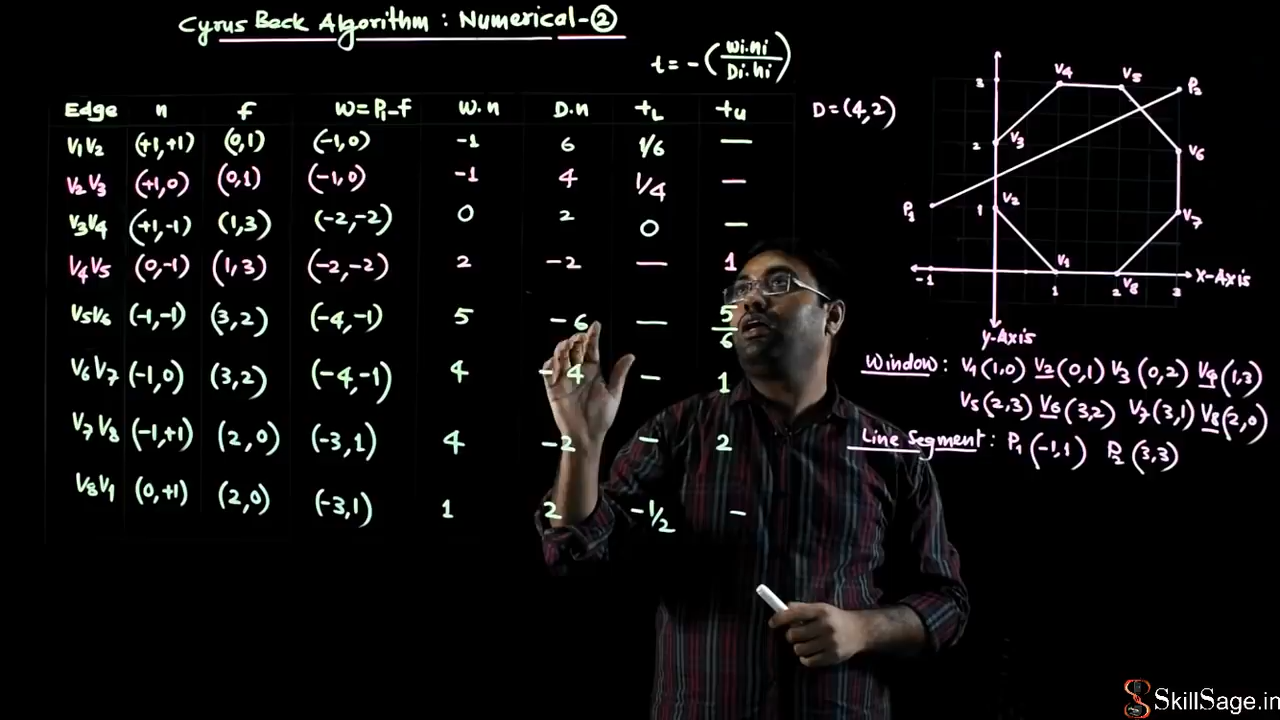 Cyrus Beck Algorithm : Numerical-②
t = -(Wi.ni/Di.ni)
Edge n f W=P1-f W.n D.n tL tu
V1V2 (+1,+1) (0,1) (-1,0) -1 6 1/6 —
V2V3 (+1,0) (0,1) (-1,0) -1 4 1/4 —
V3V4 (+1,-1) (1,3) (-2,-2) 0 2 0 —
V4V5 (0,-1) (1,3) (-2,-2) 2 -2 — 1
V5V6 (-1,-1) (3,2) (-4,-1) 5 -6 — 5/6
V6V7 (-1,0) (3,2) (-4,-1) 4 -4 — 1
V7V8 (-1,+1) (2,0) (-3,1) 4 -2 — 2
V8V1 (0,+1) (2,0) (-3,1) 1 2 -1/2 -
D=(4,2)
3 V4 V5 P2
2 V3 V6
P1 1 V2 V7
V1 X-Axis
-1 1 2 V8 3
y-Axis
Window : V1(1,0) V2(0,1) V3(0,2) V4(1,3)
V5(2,3) V6(3,2) V7(3,1) V8(2,0)
Line Segment : P1(-1,1) P2(3,3)
SkillSage.in